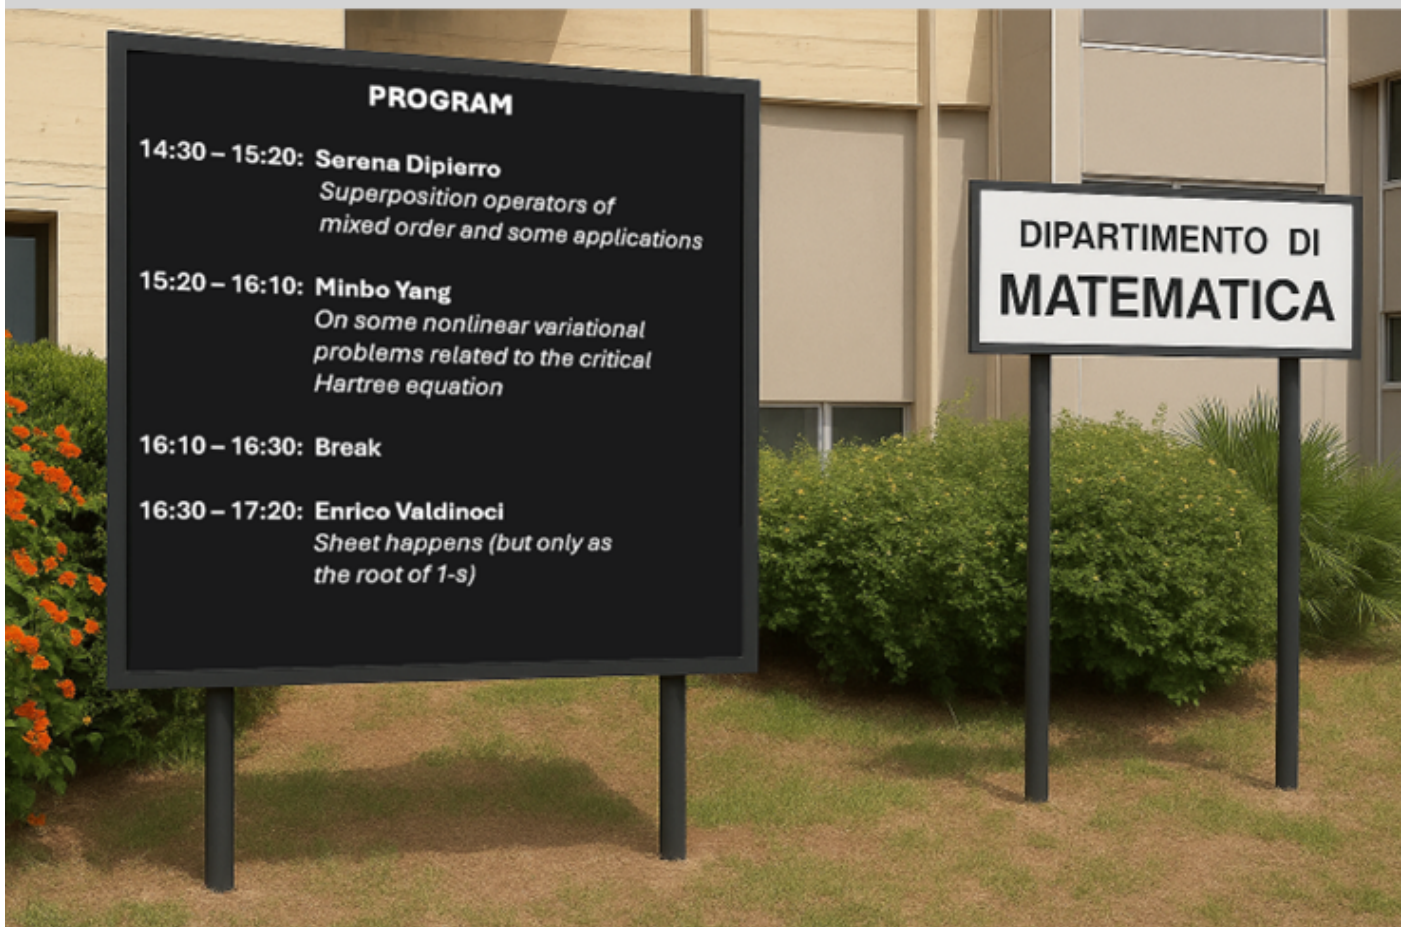 PROGRAM
14:30 – 15:20: Serena Dipierro
Superposition operators of
mixed order and some applications
15:20 – 16:10: Minbo Yang
On some nonlinear variational
problems related to the critical
Hartree equation
16:10 – 16:30: Break
16:30 – 17:20: Enrico Valdinoci
Sheet happens (but only as
the root of 1-s)
DIPARTIMENTO DI
MATEMATICA